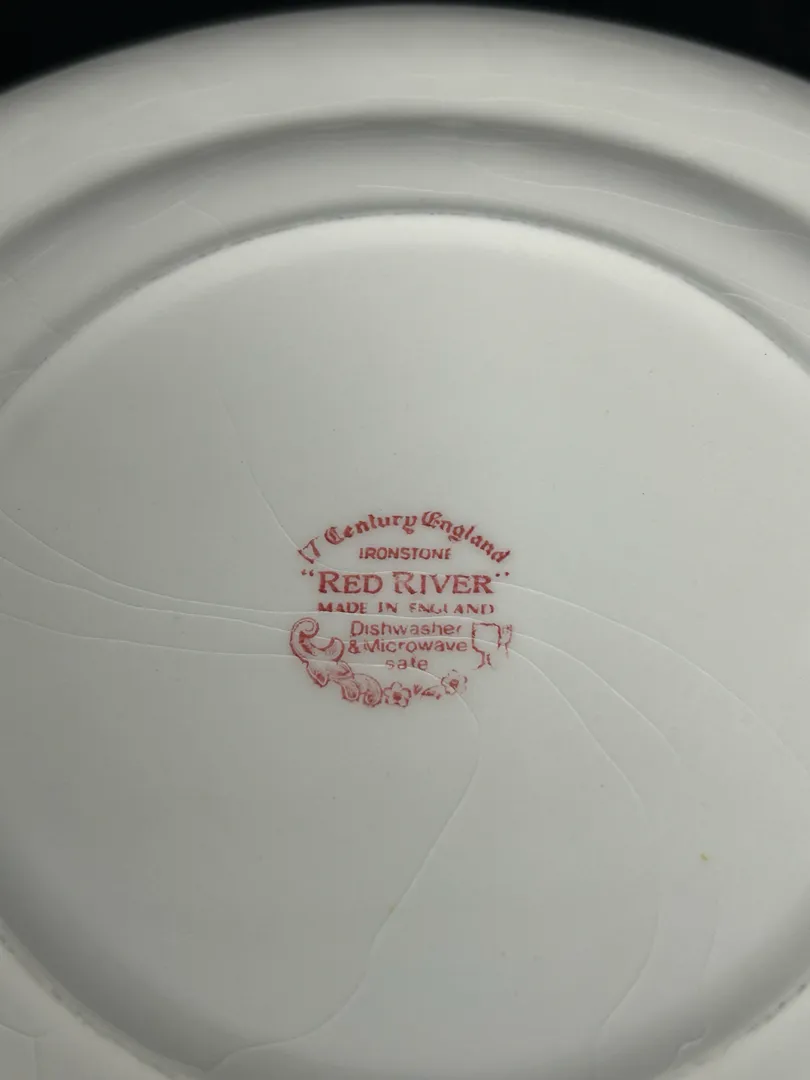 17 Century England
IRONSTONE
"RED RIVER"
MADE IN ENGLAND
Dishwasher
& Microwave
safe